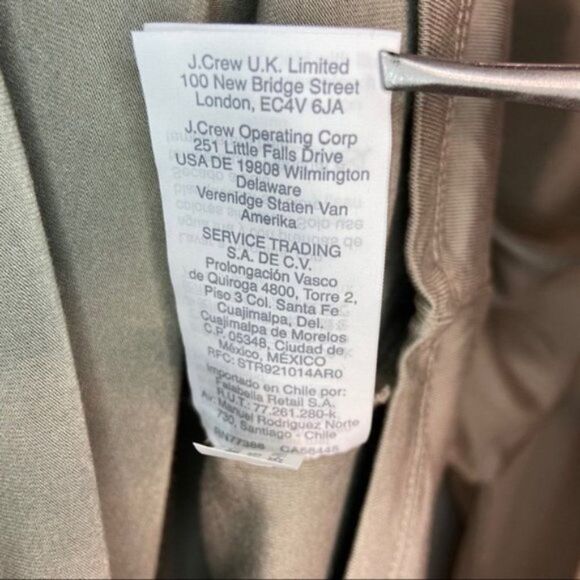 J.Crew U.K. Limited
100 New Bridge Street
London, EC4V 6JA
J.Crew Operating Corp
251 Little Falls Drive
USA DE 19808 Wilmington
Delaware
Verenidge Staten Van
Amerika
SERVICE TRADING
S.A. DE C.V.
Prolongación Vasco
de Quiroga 4800, Torre 2,
Piso 3 Col. Santa Fe
Cuajimalpa, Del.
Cuajimalpa de Morelos
C.P. 05348, Ciudad de
México, MÉXICO
RFC: STR921014AR0
Importado en Chile por:
Falabella Retail S.A.
R.U.T: 77.261.280-k
Av. Manuel Rodriguez Norte
730, Santiago - Chile
RN77388 CA56445